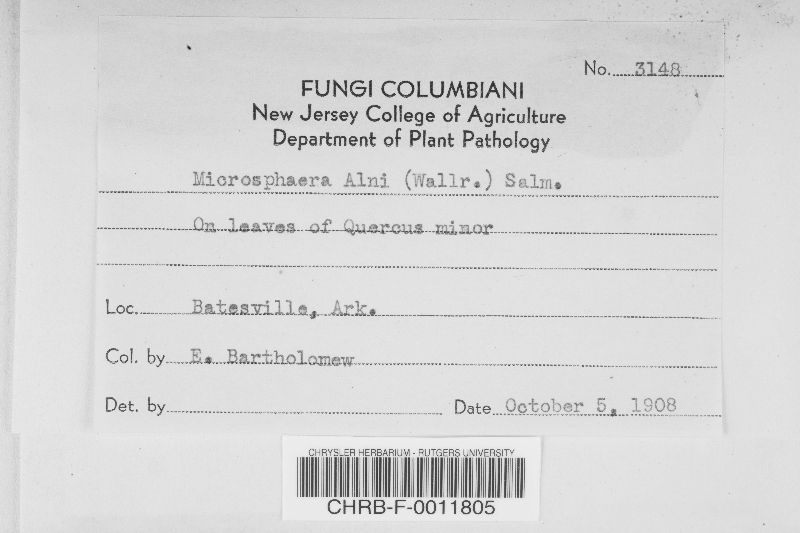 No. 3148
FUNGI COLUMBIANI
New Jersey College of Agriculture
Department of Plant Pathology
Microsphaera Alni (Wallr.) Salm.
On leaves of Quercus minor
Loc. Batesville, Ark.
Col. by E. Bartholomew
Det. by Date October 5, 1908
CHRYSLER HERBARIUM - RUTGERS UNIVERSITY
CHRB-F-0011805